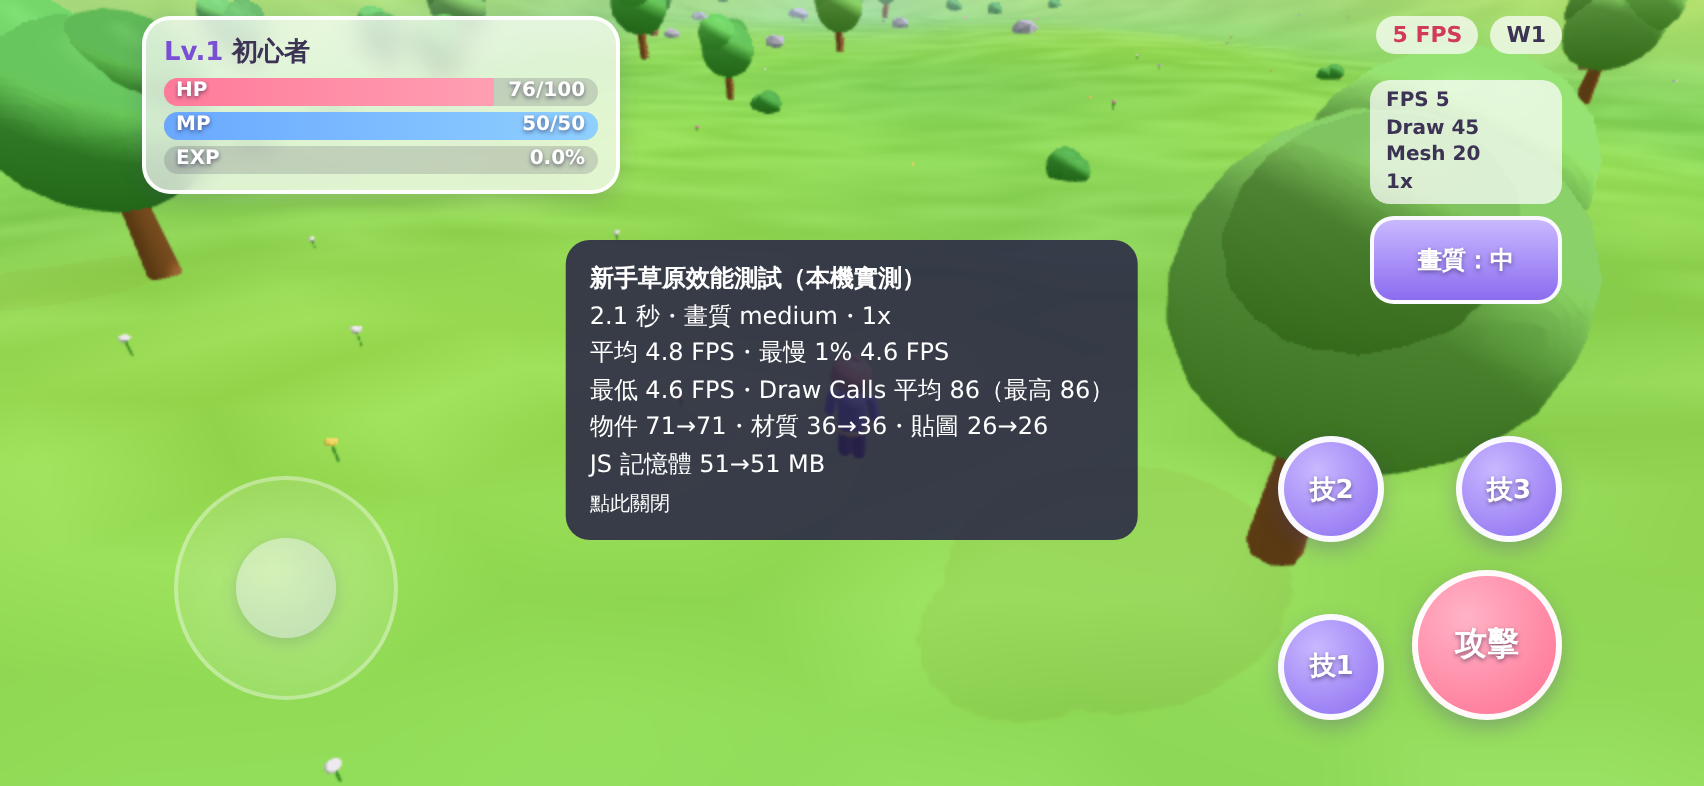 Lv.1 初心者
HP 76/100
MP 50/50
EXP 0.0%
5 FPS W1
FPS 5
Draw 45
Mesh 20
1x
畫質：中
新手草原效能測試（本機實測）
2.1 秒・畫質 medium・1x
平均 4.8 FPS・最慢 1% 4.6 FPS
最低 4.6 FPS・Draw Calls 平均 86（最高 86）
物件 71→71・材質 36→36・貼圖 26→26
JS 記憶體 51→51 MB
點此關閉
技2 技3
技1 攻擊